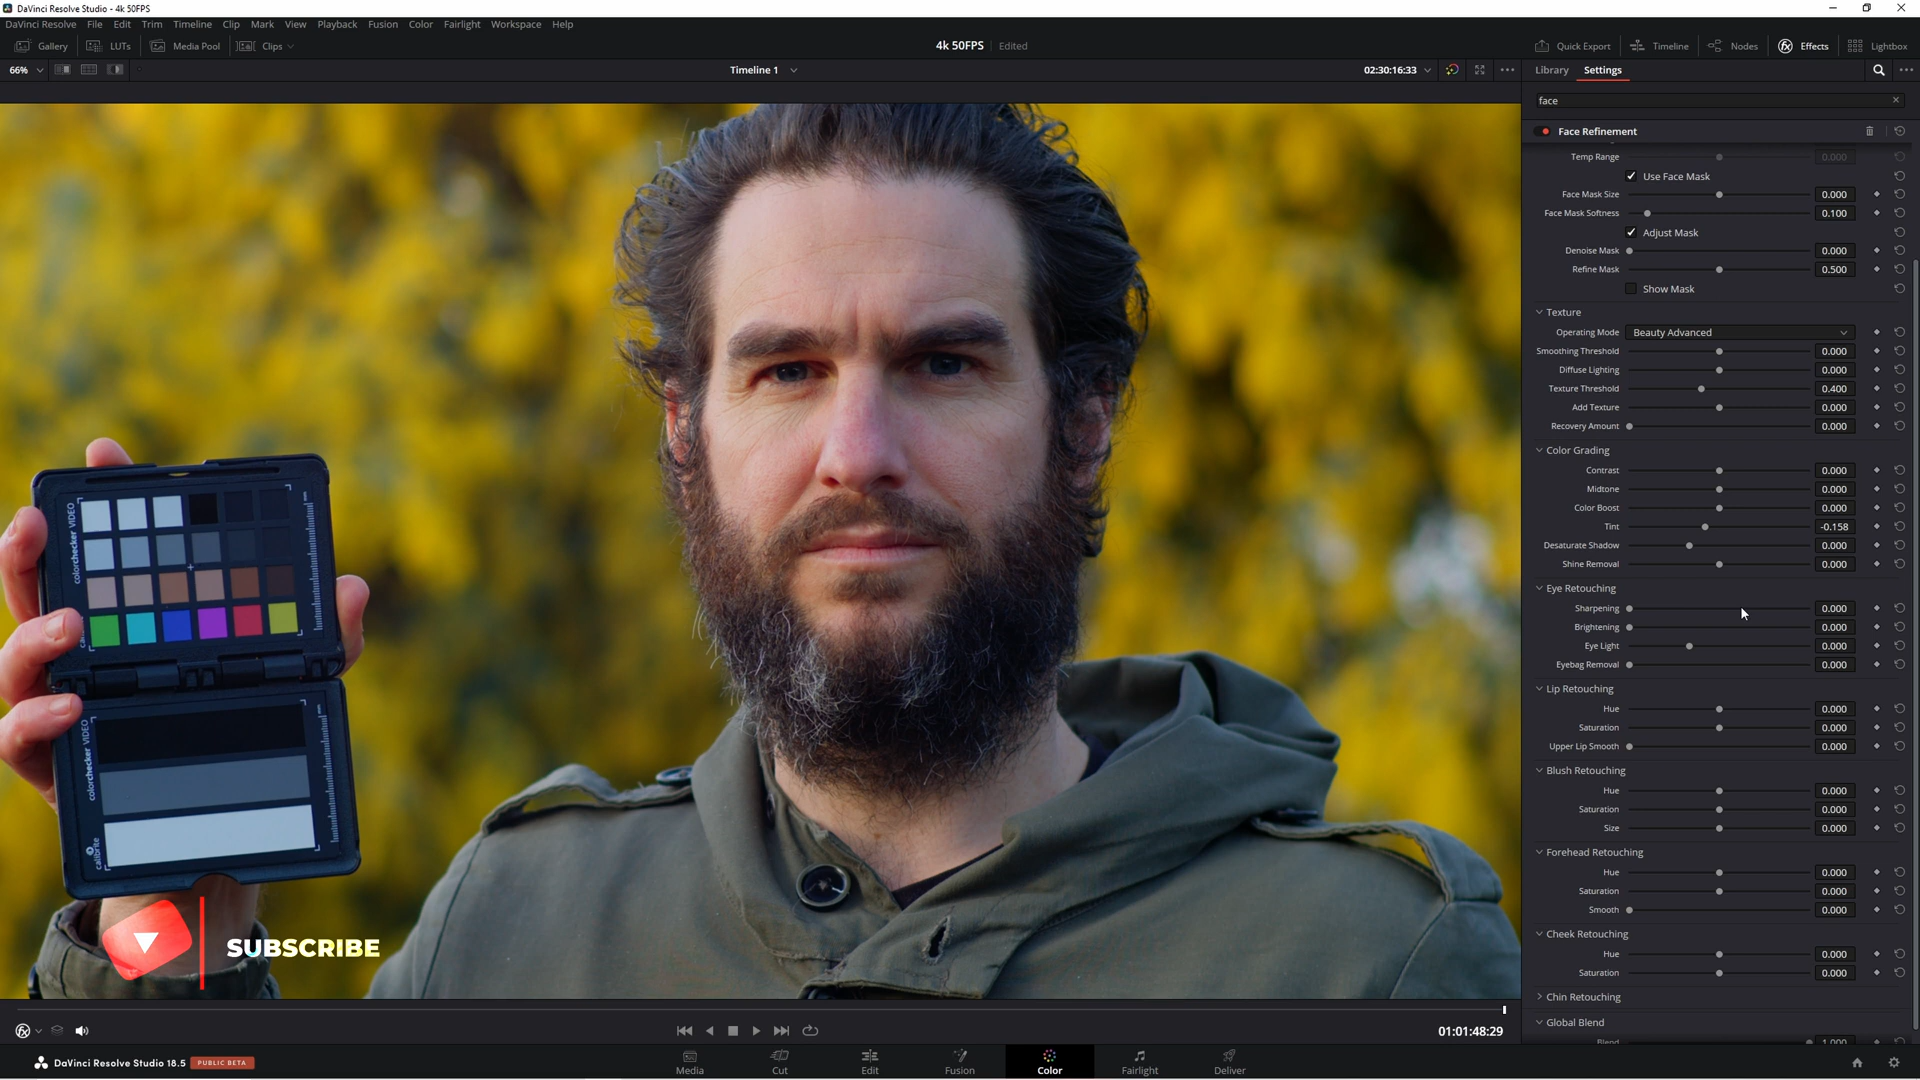 DaVinci Resolve Studio - 4k 50FPS
DaVinci Resolve File Edit Trim Timeline Clip Mark View Playback Fusion Color Fairlight Workspace Help
Gallery LUTs Media Pool Clips 4K 50FPS Edited Quick Export Timeline Nodes Effects Lightbox
66% Timeline 1 02:30:16:33 Library Settings
face
Face Refinement
Temp Range 0.000
Use Face Mask
Face Mask Size 0.000
Face Mask Softness 0.100
Adjust Mask
Denoise Mask 0.000
Refine Mask 0.500
Show Mask
Texture
Operating Mode Beauty Advanced
Smoothing Threshold 0.000
Diffuse Lighting 0.000
Texture Threshold 0.400
Add Texture 0.000
Recovery Amount 0.000
Color Grading
Contrast 0.000
Midtone 0.000
Color Boost 0.000
Tint -0.158
Desaturate Shadow 0.000
Shine Removal 0.000
Eye Retouching
Sharpening 0.000
Brightening 0.000
Eye Light 0.000
Eyebag Removal 0.000
Lip Retouching
Hue 0.000
Saturation 0.000
Upper Lip Smooth 0.000
Blush Retouching
Hue 0.000
Saturation 0.000
Size 0.000
Forehead Retouching
Hue 0.000
Saturation 0.000
Smooth 0.000
Cheek Retouching
Hue 0.000
Saturation 0.000
Chin Retouching
Global Blend
Blend 1.000
colorchecker VIDEO
colorchecker VIDEO
calibrite
SUBSCRIBE
01:01:48:29
DaVinci Resolve Studio 18.5 PUBLIC BETA
Media Cut Edit Fusion Color Fairlight Deliver